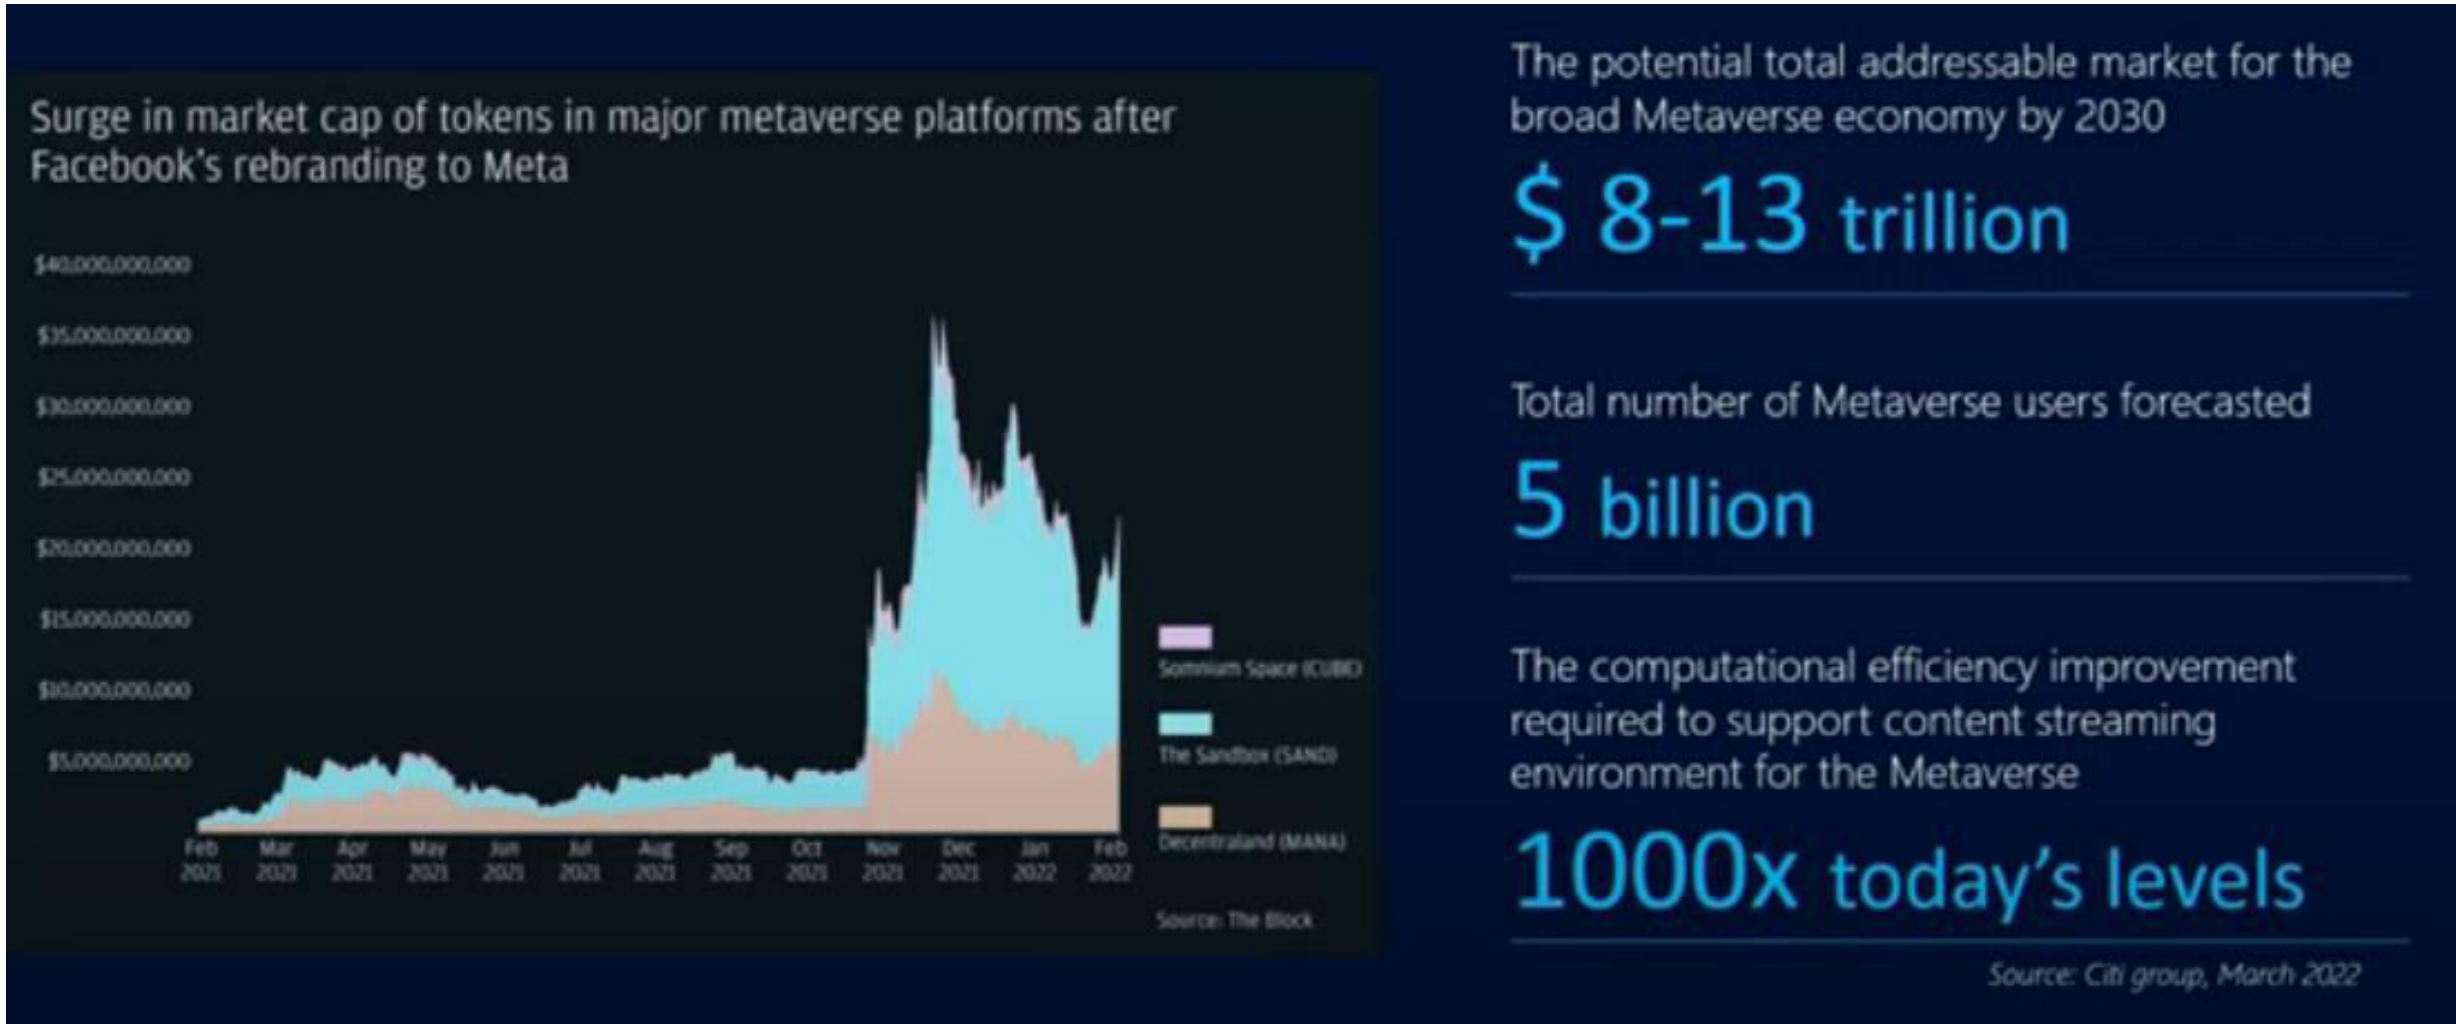 Surge in market cap of tokens in major metaverse platforms after
Facebook's rebranding to Meta
$40,000,000,000
$35,000,000,000
$30,000,000,000
$25,000,000,000
$20,000,000,000
$15,000,000,000
$10,000,000,000
$5,000,000,000
Feb Mar Apr May Jun Jul Aug Sep Oct Nov Dec Jan Feb
2021 2021 2021 2021 2021 2021 2021 2021 2021 2021 2021 2022 2022
Somnium Space (CUBE)
The Sandbox (SAND)
Decentraland (MANA)
Source: The Block
The potential total addressable market for the
broad Metaverse economy by 2030
$ 8-13 trillion
Total number of Metaverse users forecasted
5 billion
The computational efficiency improvement
required to support content streaming
environment for the Metaverse
1000x today's levels
Source: Citi group, March 2022